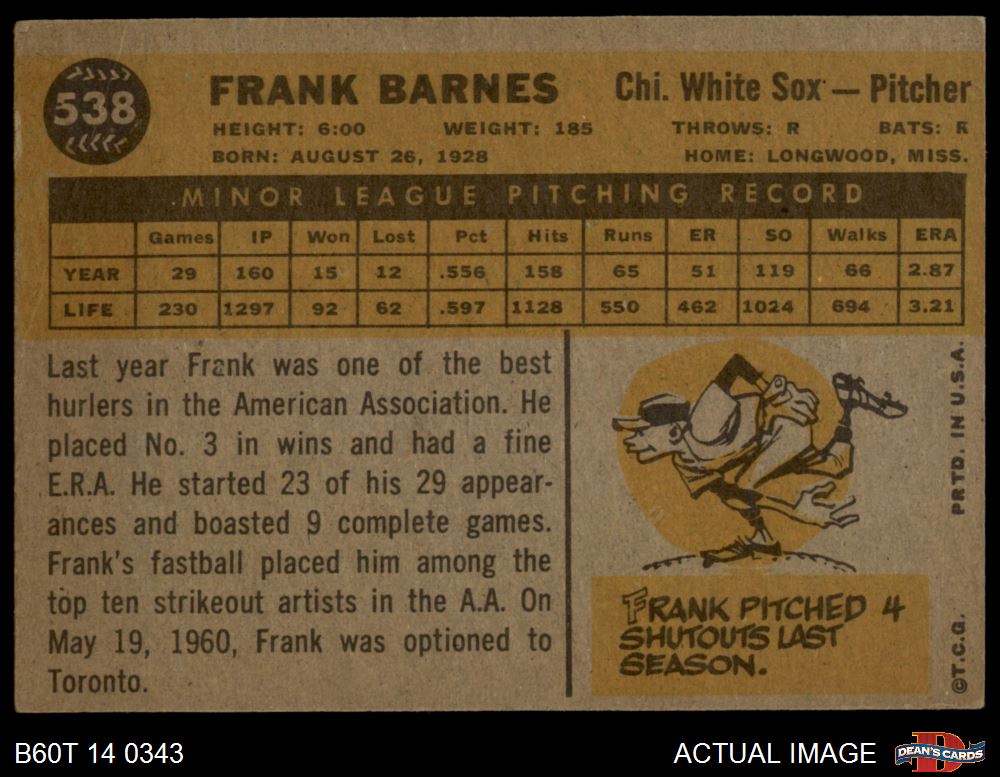 538
FRANK BARNES Chi. White Sox — Pitcher
HEIGHT: 6:00 WEIGHT: 185 THROWS: R BATS: R
BORN: AUGUST 26, 1928 HOME: LONGWOOD, MISS.
MINOR LEAGUE PITCHING RECORD
Games IP Won Lost Pct Hits Runs ER SO Walks ERA
YEAR 29 160 15 12 .556 158 65 51 119 66 2.87
LIFE 230 1297 92 62 .597 1128 550 462 1024 694 3.21
Last year Frank was one of the best
hurlers in the American Association. He
placed No. 3 in wins and had a fine
E.R.A. He started 23 of his 29 appear-
ances and boasted 9 complete games.
Frank's fastball placed him among the
top ten strikeout artists in the A.A. On
May 19, 1960, Frank was optioned to
Toronto.
FRANK PITCHED 4
SHUTOUTS LAST
SEASON.
©T.C.G. PRTD. IN U.S.A.
B60T 14 0343 ACTUAL IMAGE
D
DEAN'S CARDS